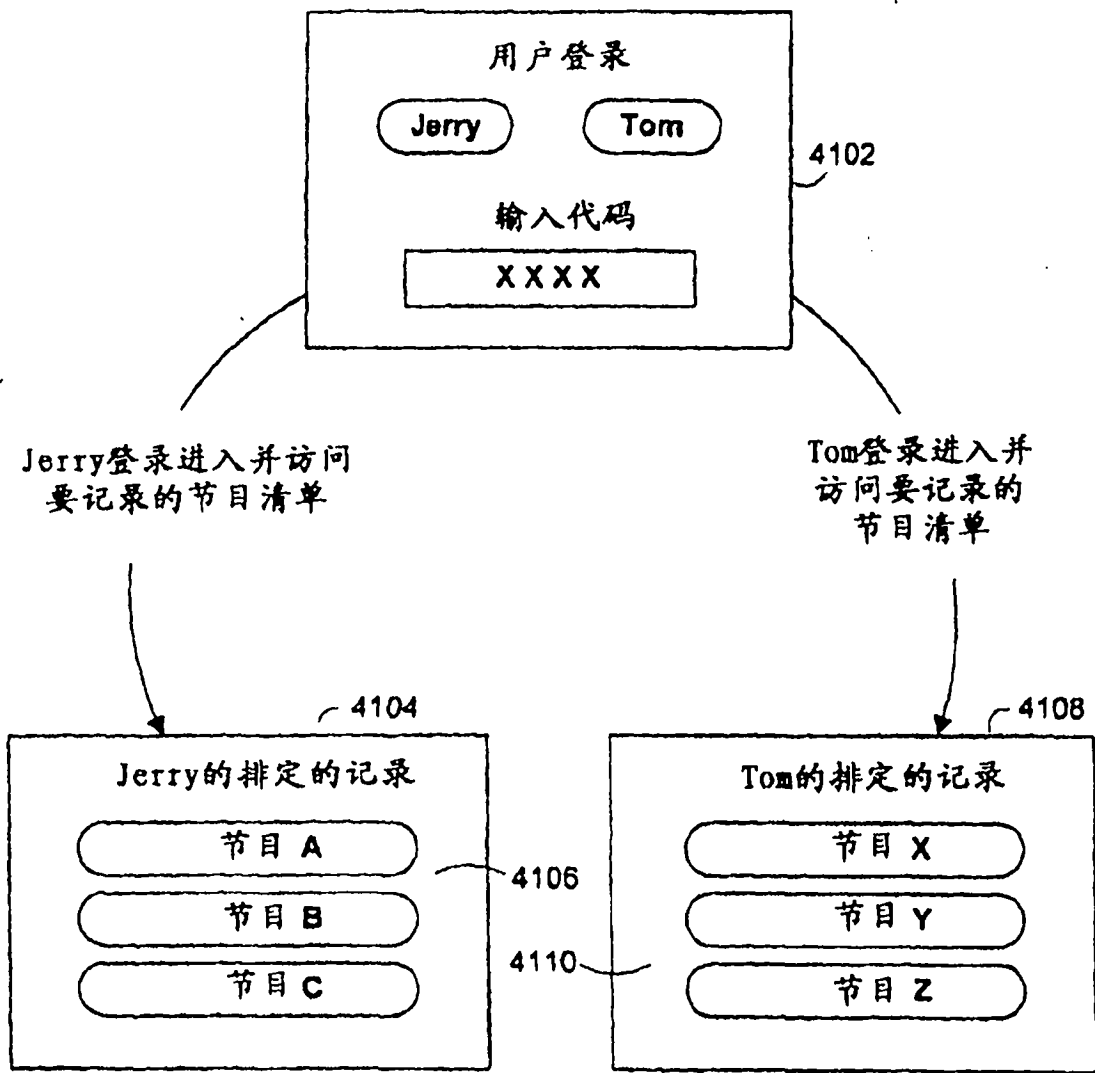 用户登录
Jerry
Tom
4102
输入代码
XXXX
Jerry登录进入并访问
要记录的节目清单
Tom登录进入并
访问要记录的
节目清单
4104
Jerry的排定的记录
节目 A
节目 B
节目 C
4106
4108
Tom的排定的记录
节目 X
节目 Y
节目 Z
4110